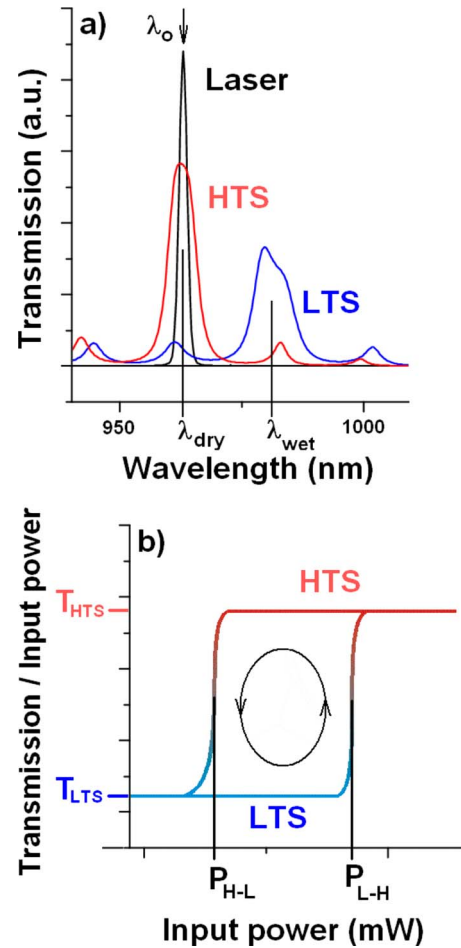 a)
λo
Laser
HTS
LTS
Transmission (a.u.)
950
λdry
λwet
1000
Wavelength (nm)
b)
HTS
THTS
TLTS
LTS
Transmission / Input power
PH-L
PL-H
Input power (mW)